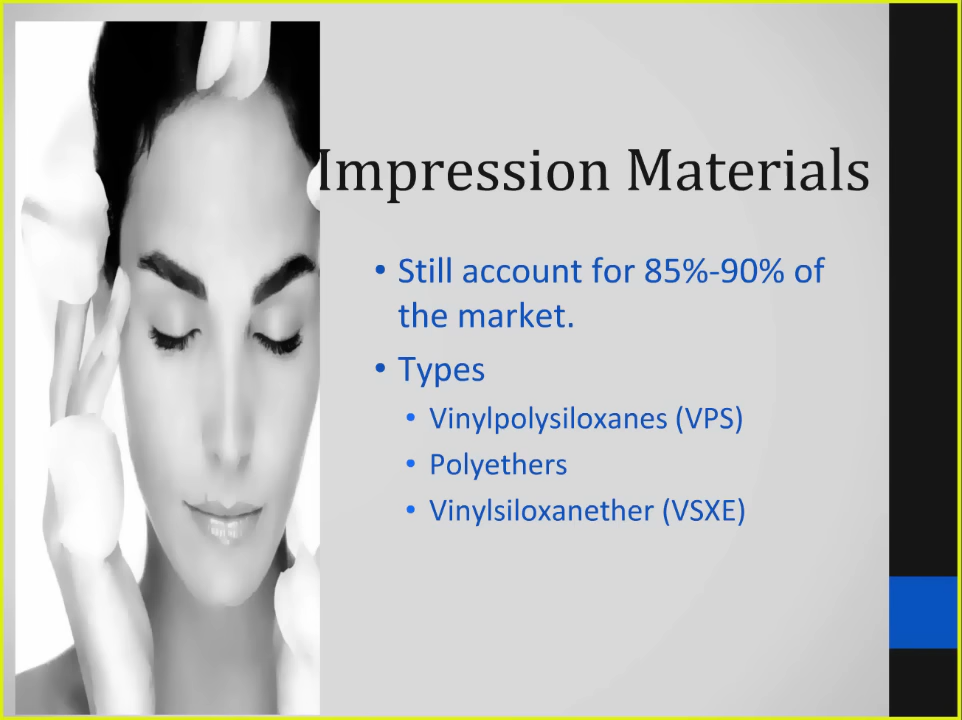 Impression Materials
• Still account for 85%-90% of
the market.
• Types
• Vinylpolysiloxanes (VPS)
• Polyethers
• Vinylsiloxanether (VSXE)